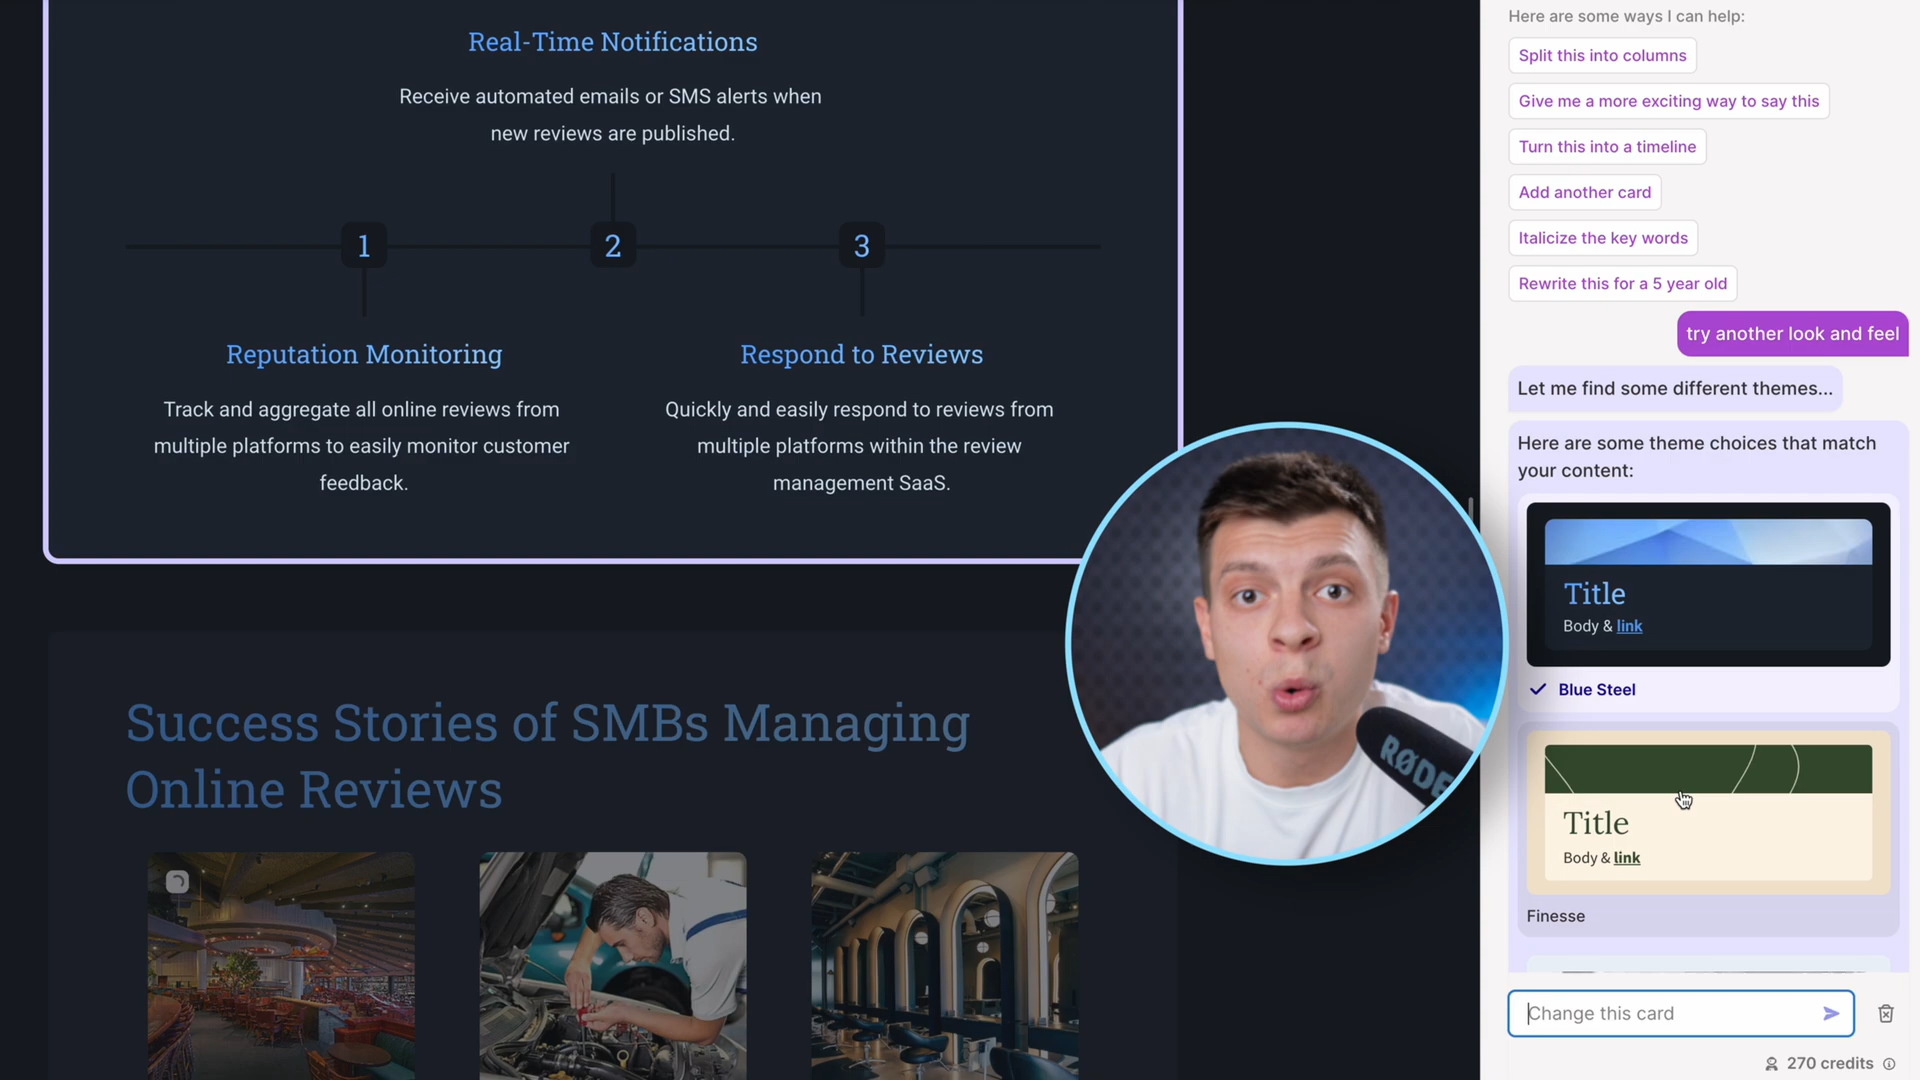 Real-Time Notifications
Receive automated emails or SMS alerts when
new reviews are published.
1
2
3
Reputation Monitoring
Track and aggregate all online reviews from
multiple platforms to easily monitor customer
feedback.
Respond to Reviews
Quickly and easily respond to reviews from
multiple platforms within the review
management SaaS.
Success Stories of SMBs Managing
Online Reviews
RØDE
Here are some ways I can help:
Split this into columns
Give me a more exciting way to say this
Turn this into a timeline
Add another card
Italicize the key words
Rewrite this for a 5 year old
try another look and feel
Let me find some different themes...
Here are some theme choices that match
your content:
Title
Body & link
Blue Steel
Title
Body & link
Finesse
Change this card
270 credits